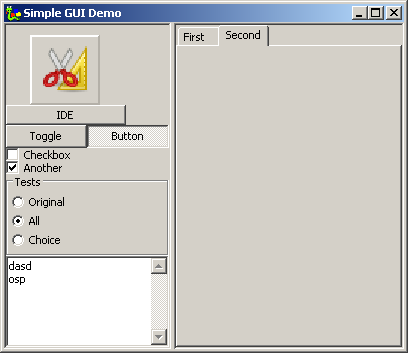 Simple GUI Demo
IDE
Toggle Button
Checkbox
Another
Tests
Original
All
Choice
dasd
osp
First Second